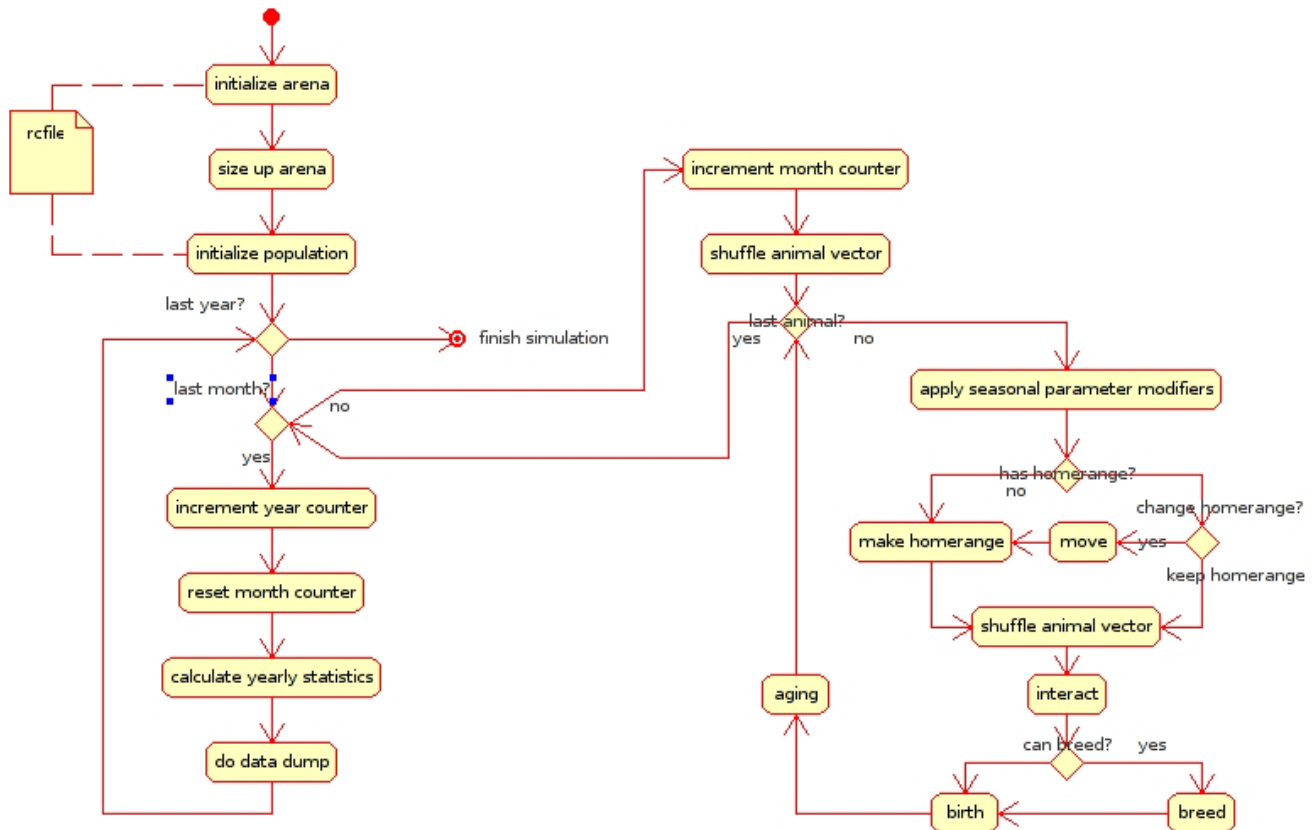 initialize arena
rcfile
size up arena
initialize population
last year?
finish simulation
last month?
no
yes
increment year counter
reset month counter
calculate yearly statistics
do data dump
increment month counter
shuffle animal vector
last animal?
yes
no
apply seasonal parameter modifiers
has homerange?
no
change homerange?
make homerange
move
yes
keep homerange
shuffle animal vector
aging
interact
can breed?
yes
birth
breed